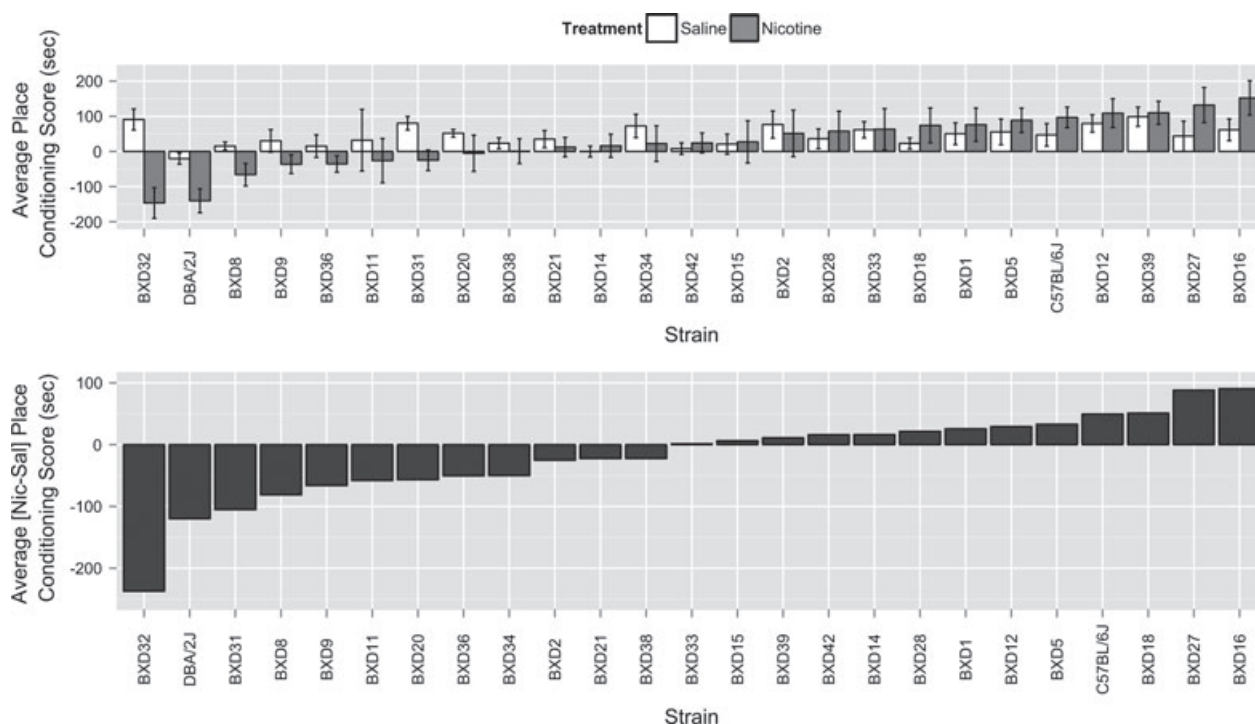 Treatment Saline Nicotine
Average Place
Conditioning Score (sec)
200
100
0
-100
-200
BXD32 DBA/2J BXD8 BXD9 BXD36 BXD11 BXD31 BXD20 BXD38 BXD21 BXD14 BXD34 BXD42 BXD15 BXD2 BXD28 BXD33 BXD18 BXD1 BXD5 C57BL/6J BXD12 BXD39 BXD27 BXD16
Strain
Average [Nic-Sal] Place
Conditioning Score (sec)
100
0
-100
-200
BXD32 DBA/2J BXD31 BXD8 BXD9 BXD11 BXD20 BXD36 BXD34 BXD2 BXD21 BXD38 BXD33 BXD15 BXD39 BXD42 BXD14 BXD28 BXD1 BXD12 BXD5 C57BL/6J BXD18 BXD27 BXD16
Strain